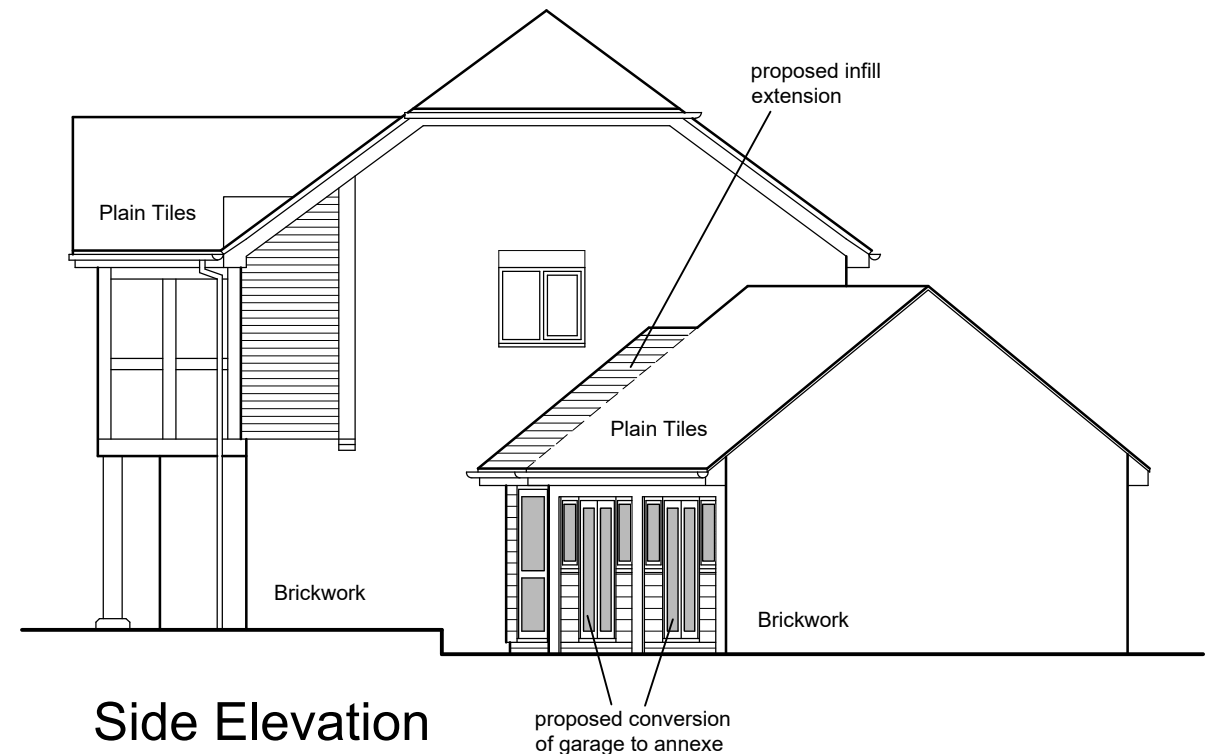 proposed infill
extension
Plain Tiles
Plain Tiles
Brickwork
Brickwork
Side Elevation
proposed conversion
of garage to annexe